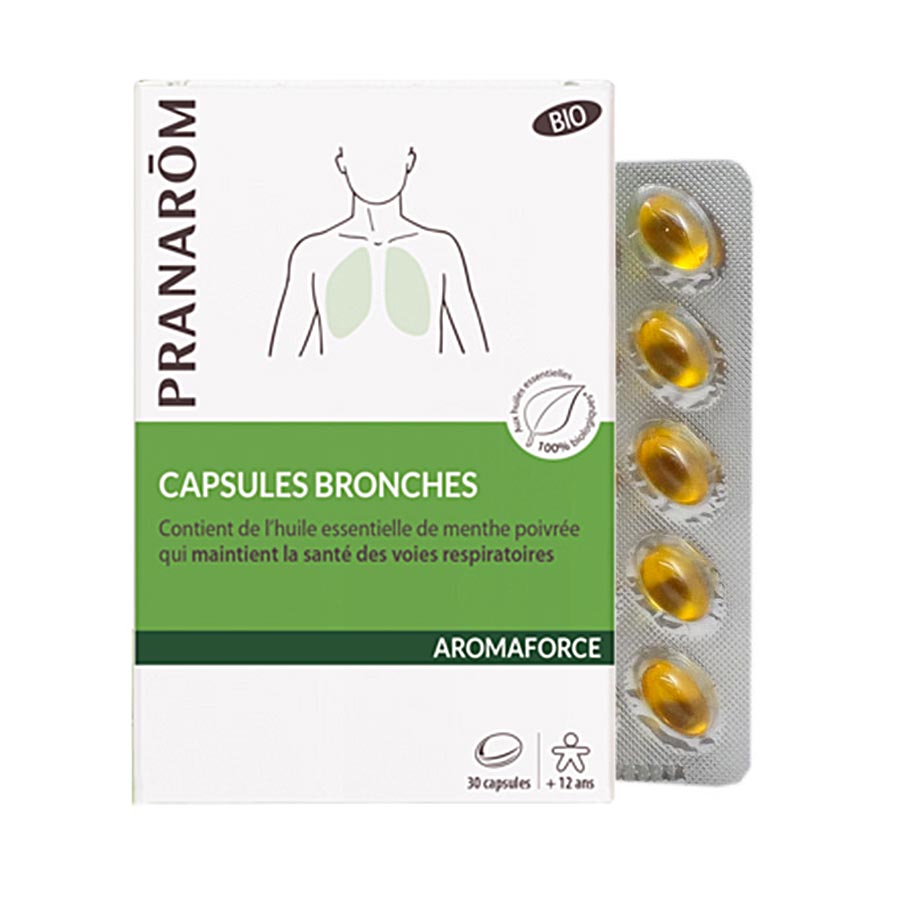 PRANARŌM
BIO
Aux huiles essentielles
100% biologiques*
CAPSULES BRONCHES
Contient de l'huile essentielle de menthe poivrée
qui maintient la santé des voies respiratoires
AROMAFORCE
30 capsules
+ 12 ans